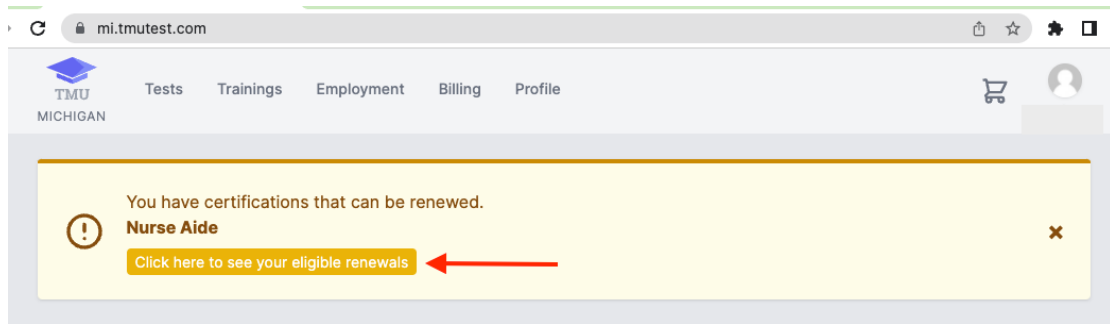 mi.tmutest.com
TMU
MICHIGAN
Tests Trainings Employment Billing Profile
You have certifications that can be renewed.
Nurse Aide
Click here to see your eligible renewals